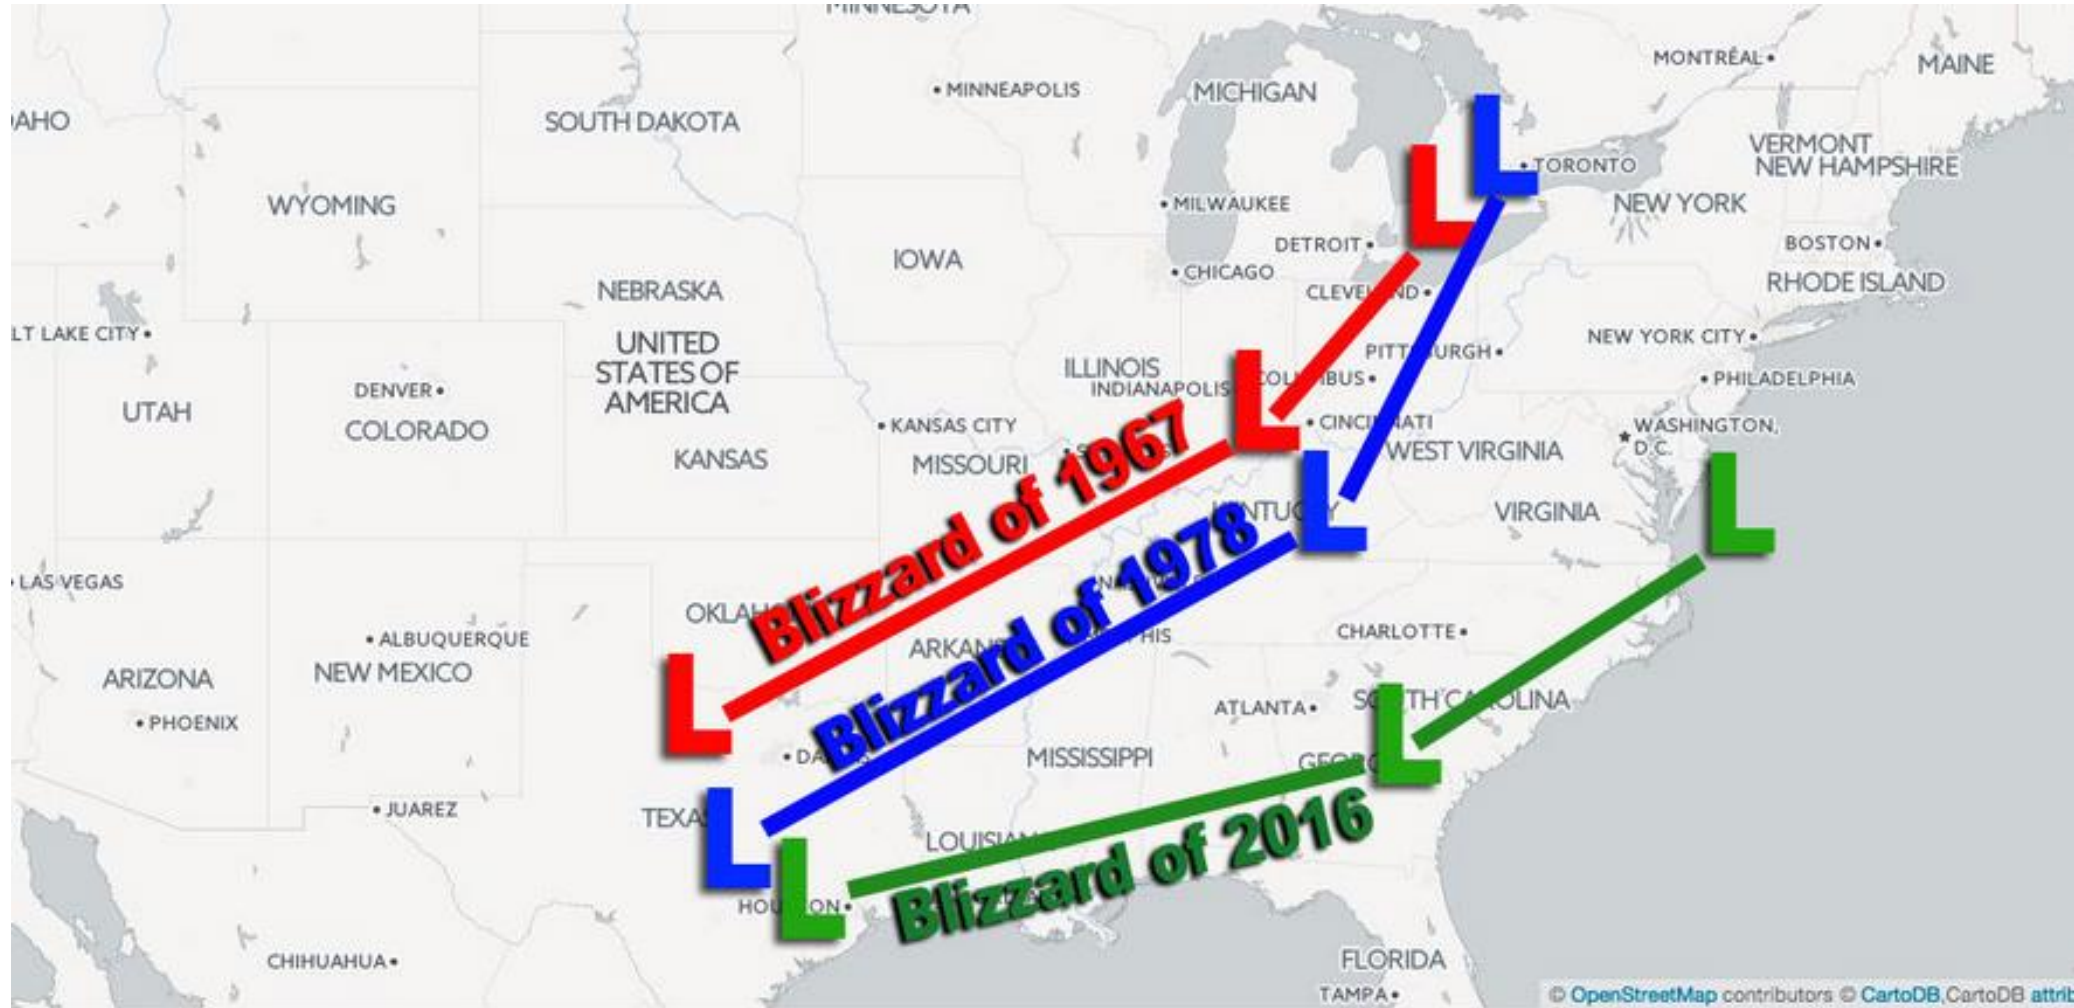 MINNESOTA
MONTRÉAL
MAINE
MINNEAPOLIS
MICHIGAN
AHO
SOUTH DAKOTA
VERMONT
NEW HAMPSHIRE
TORONTO
WYOMING
MILWAUKEE
NEW YORK
DETROIT
BOSTON
IOWA
CHICAGO
RHODE ISLAND
NEBRASKA
LT LAKE CITY
NEW YORK CITY
UNITED
STATES OF
AMERICA
ILLINOIS
INDIANAPOLIS
PHILADELPHIA
DENVER
UTAH
COLORADO
KANSAS CITY
WASHINGTON,
D.C.
KANSAS
MISSOURI
WEST VIRGINIA
VIRGINIA
Blizzard of 1967
Blizzard of 1978
LAS VEGAS
ALBUQUERQUE
CHARLOTTE
ARIZONA
NEW MEXICO
PHOENIX
ATLANTA
MISSISSIPPI
JUAREZ
Blizzard of 2016
CHIHUAHUA
FLORIDA
TAMPA
L
L
L
L
L
L
L
L
L
© OpenStreetMap contributors © CartoDB,CartoDB attrib